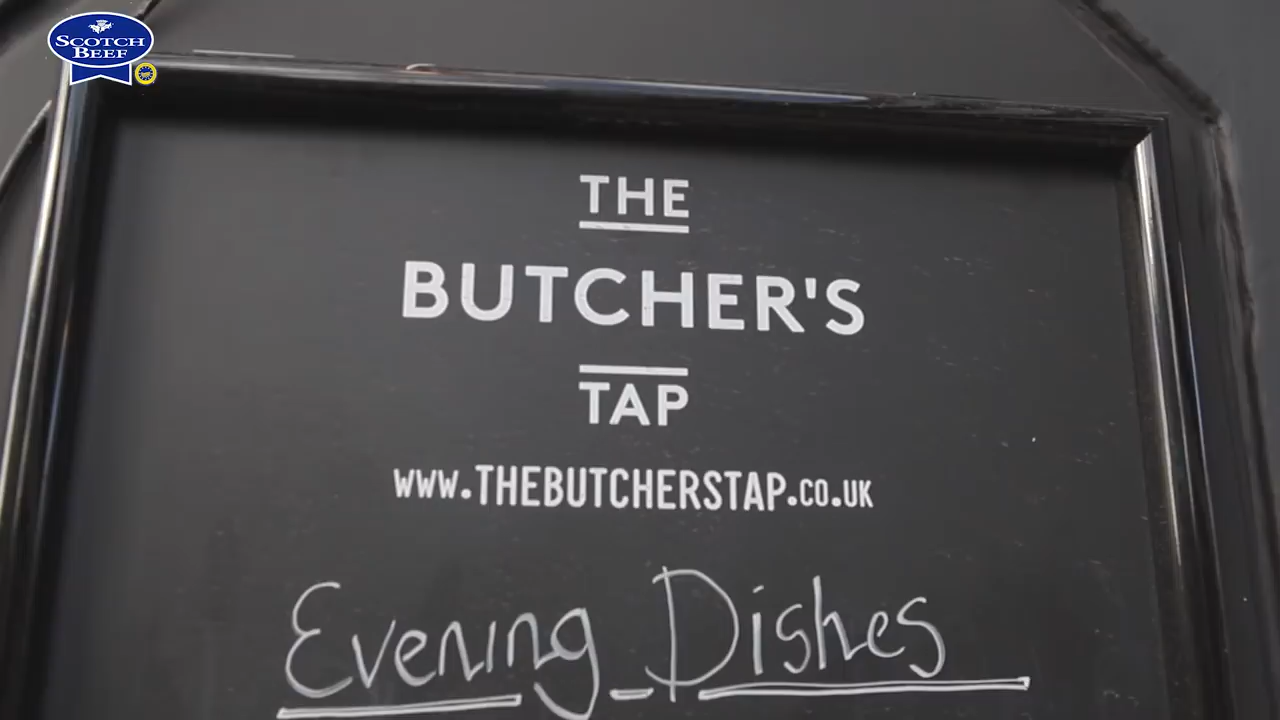 SCOTCH
BEEF
THE
BUTCHER'S
TAP
WWW.THEBUTCHERSTAP.CO.UK
Evening Dishes